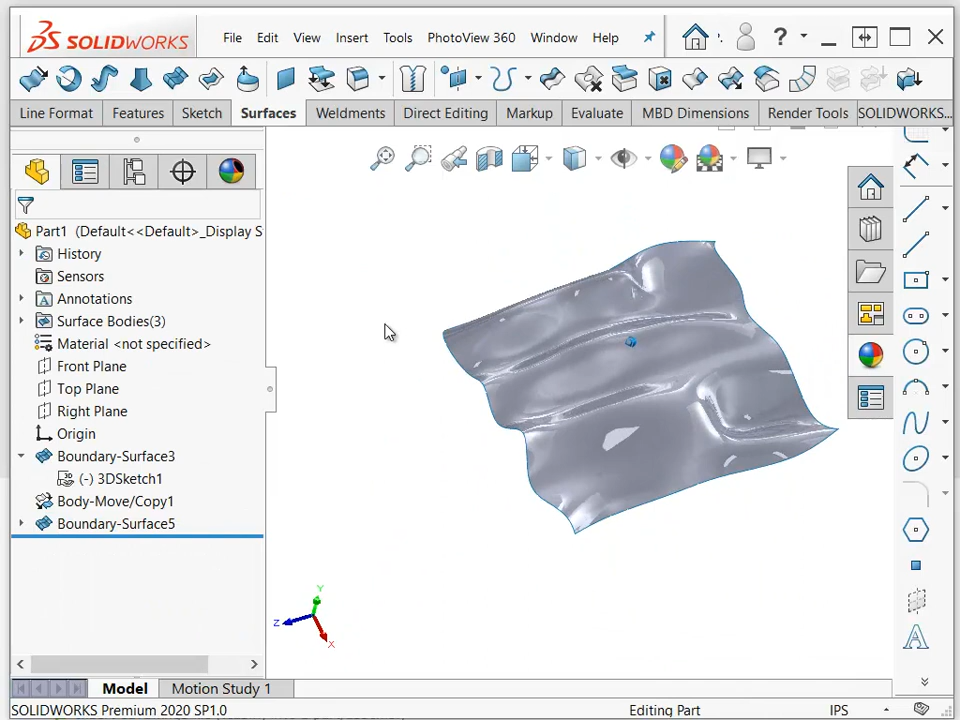 SOLIDWORKS File Edit View Insert Tools PhotoView 360 Window Help
Line Format Features Sketch Surfaces Weldments Direct Editing Markup Evaluate MBD Dimensions Render Tools SOLIDWORKS...
Part1 (Default<<Default>_Display S
History
Sensors
Annotations
Surface Bodies(3)
Material <not specified>
Front Plane
Top Plane
Right Plane
Origin
Boundary-Surface3
(-) 3DSketch1
Body-Move/Copy1
Boundary-Surface5
Y
Z
X
Model Motion Study 1
SOLIDWORKS Premium 2020 SP1.0 Editing Part IPS